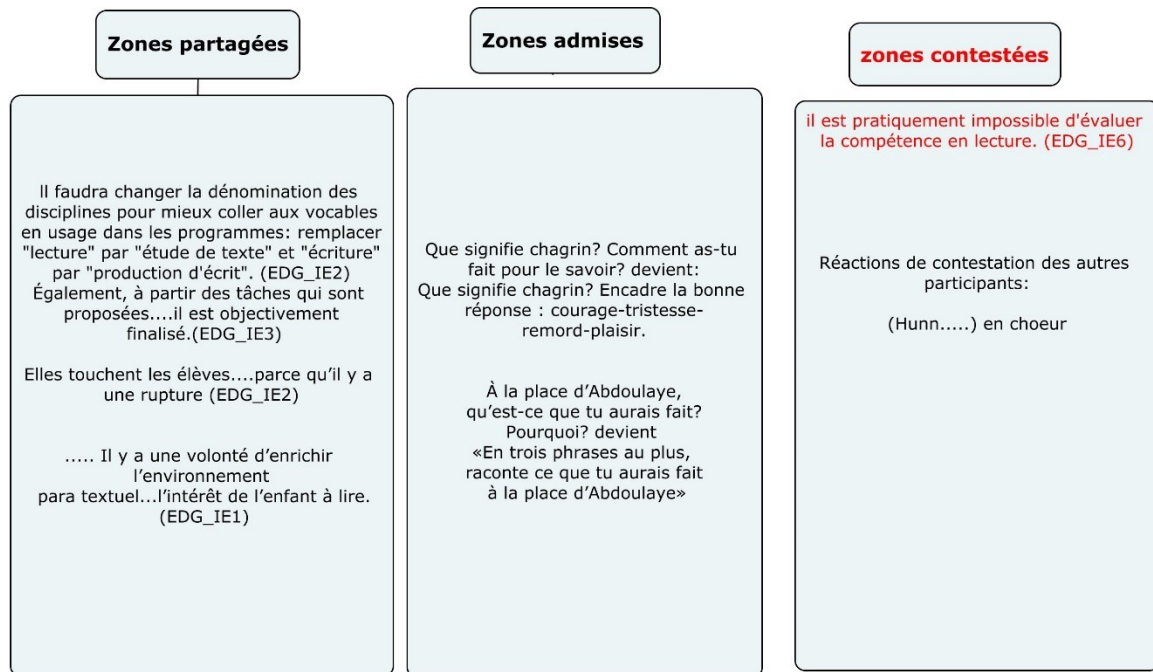 Zones partagées
Il faudra changer la dénomination des
disciplines pour mieux coller aux vocables
en usage dans les programmes: remplacer
"lecture" par "étude de texte" et "écriture"
par "production d'écrit". (EDG_IE2)
Également, à partir des tâches qui sont
proposées....il est objectivement
finalisé.(EDG_IE3)
Elles touchent les élèves....parce qu’il y a
une rupture (EDG_IE2)
..... Il y a une volonté d’enrichir
l’environnement
para textuel...l’intérêt de l’enfant à lire.
(EDG_IE1)
Zones admises
Que signifie chagrin? Comment as-tu
fait pour le savoir? devient:
Que signifie chagrin? Encadre la bonne
réponse : courage-tristesse-
remord-plaisir.
À la place d’Abdoulaye,
qu’est-ce que tu aurais fait?
Pourquoi? devient
«En trois phrases au plus,
raconte ce que tu aurais fait
à la place d’Abdoulaye»
zones contestées
il est pratiquement impossible d'évaluer
la compétence en lecture. (EDG_IE6)
Réactions de contestation des autres
participants:
(Hunn.....) en choeur